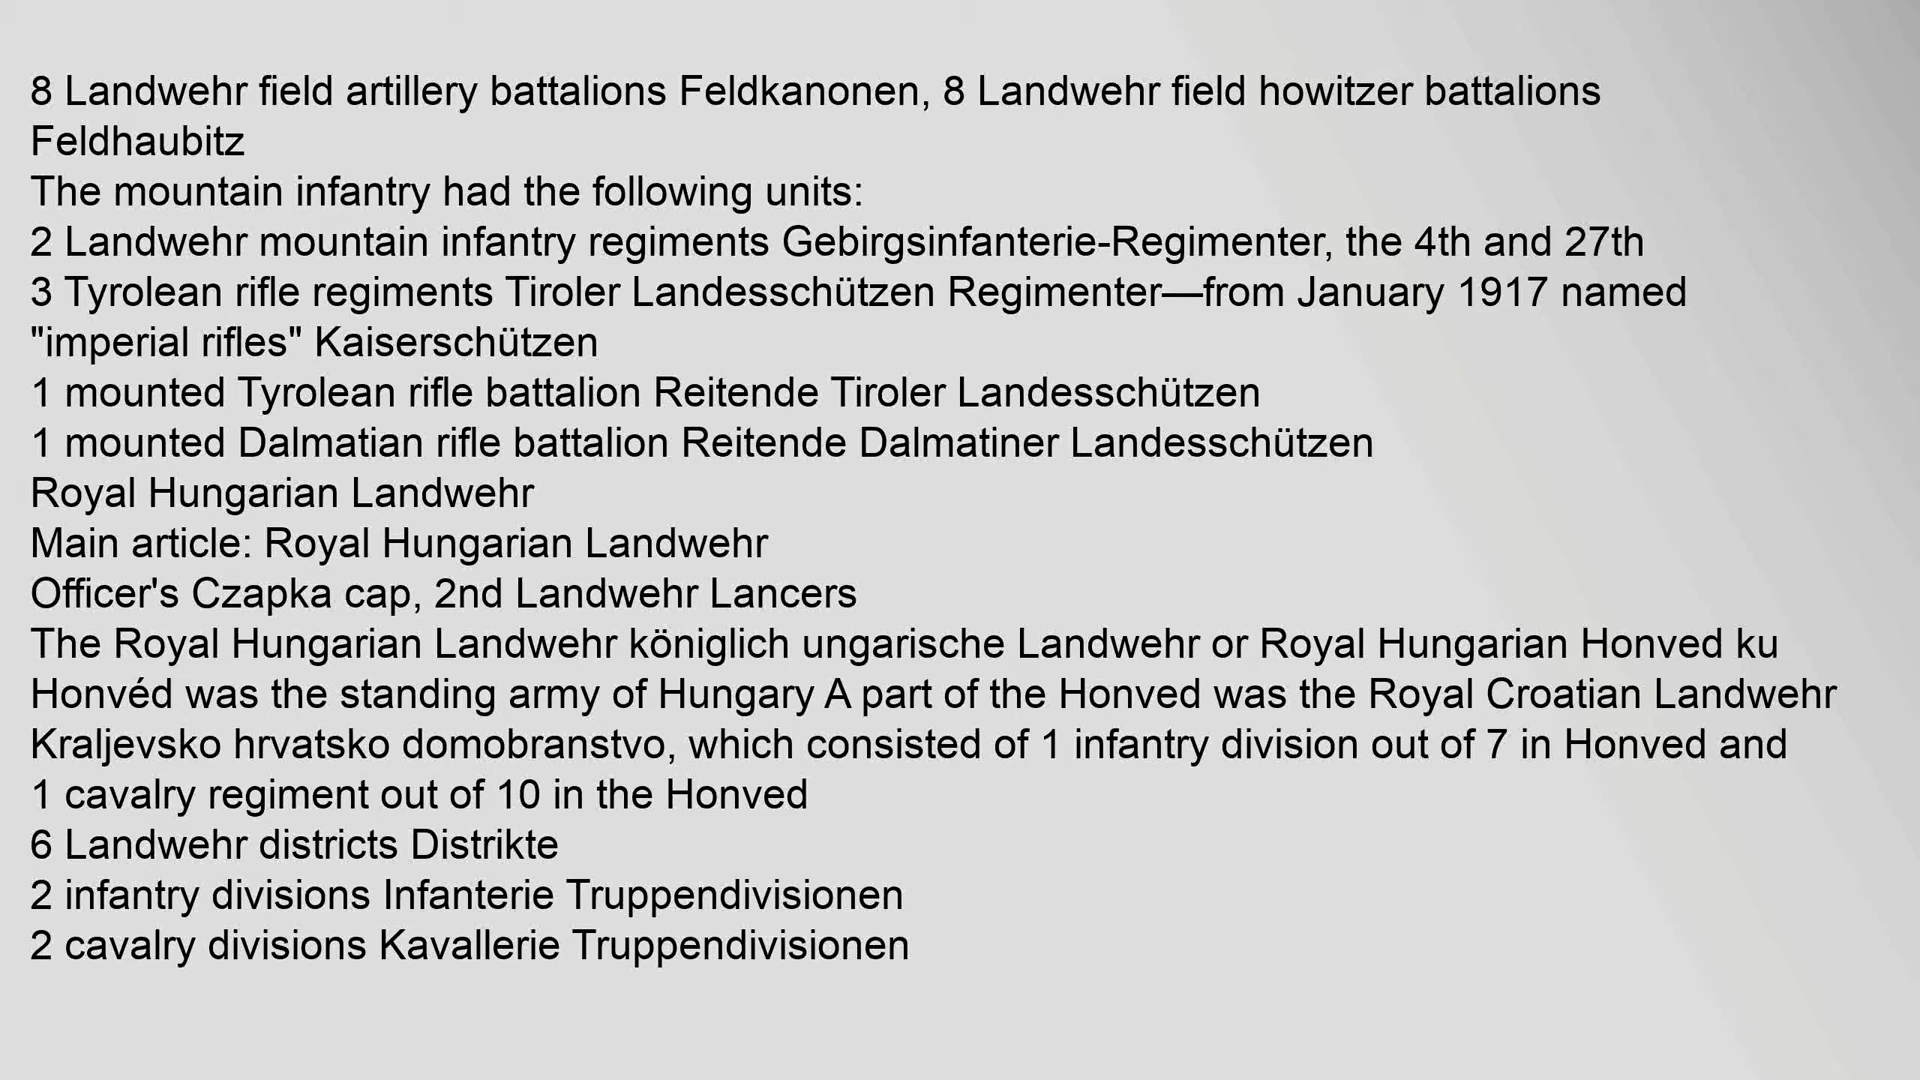 8 Landwehr field artillery battalions Feldkanonen, 8 Landwehr field howitzer battalions
Feldhaubitz
The mountain infantry had the following units:
2 Landwehr mountain infantry regiments Gebirgsinfanterie-Regimenter, the 4th and 27th
3 Tyrolean rifle regiments Tiroler Landesschützen Regimenter—from January 1917 named
"imperial rifles" Kaiserschützen
1 mounted Tyrolean rifle battalion Reitende Tiroler Landesschützen
1 mounted Dalmatian rifle battalion Reitende Dalmatiner Landesschützen
Royal Hungarian Landwehr
Main article: Royal Hungarian Landwehr
Officer's Czapka cap, 2nd Landwehr Lancers
The Royal Hungarian Landwehr königlich ungarische Landwehr or Royal Hungarian Honved ku
Honvéd was the standing army of Hungary A part of the Honved was the Royal Croatian Landwehr
Kraljevsko hrvatsko domobranstvo, which consisted of 1 infantry division out of 7 in Honved and
1 cavalry regiment out of 10 in the Honved
6 Landwehr districts Distrikte
2 infantry divisions Infanterie Truppendivisionen
2 cavalry divisions Kavallerie Truppendivisionen